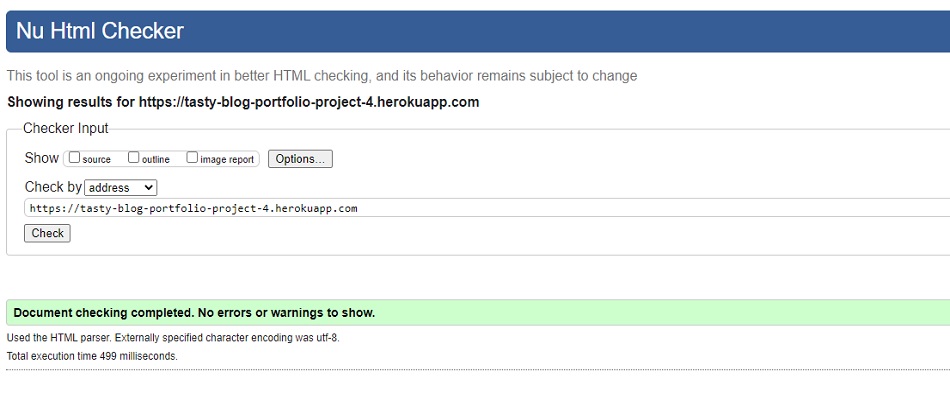 Nu Html Checker
This tool is an ongoing experiment in better HTML checking, and its behavior remains subject to change
Showing results for https://tasty-blog-portfolio-project-4.herokuapp.com
Checker Input
Show source outline image report Options...
Check by address
https://tasty-blog-portfolio-project-4.herokuapp.com
Check
Document checking completed. No errors or warnings to show.
Used the HTML parser. Externally specified character encoding was utf-8.
Total execution time 499 milliseconds.